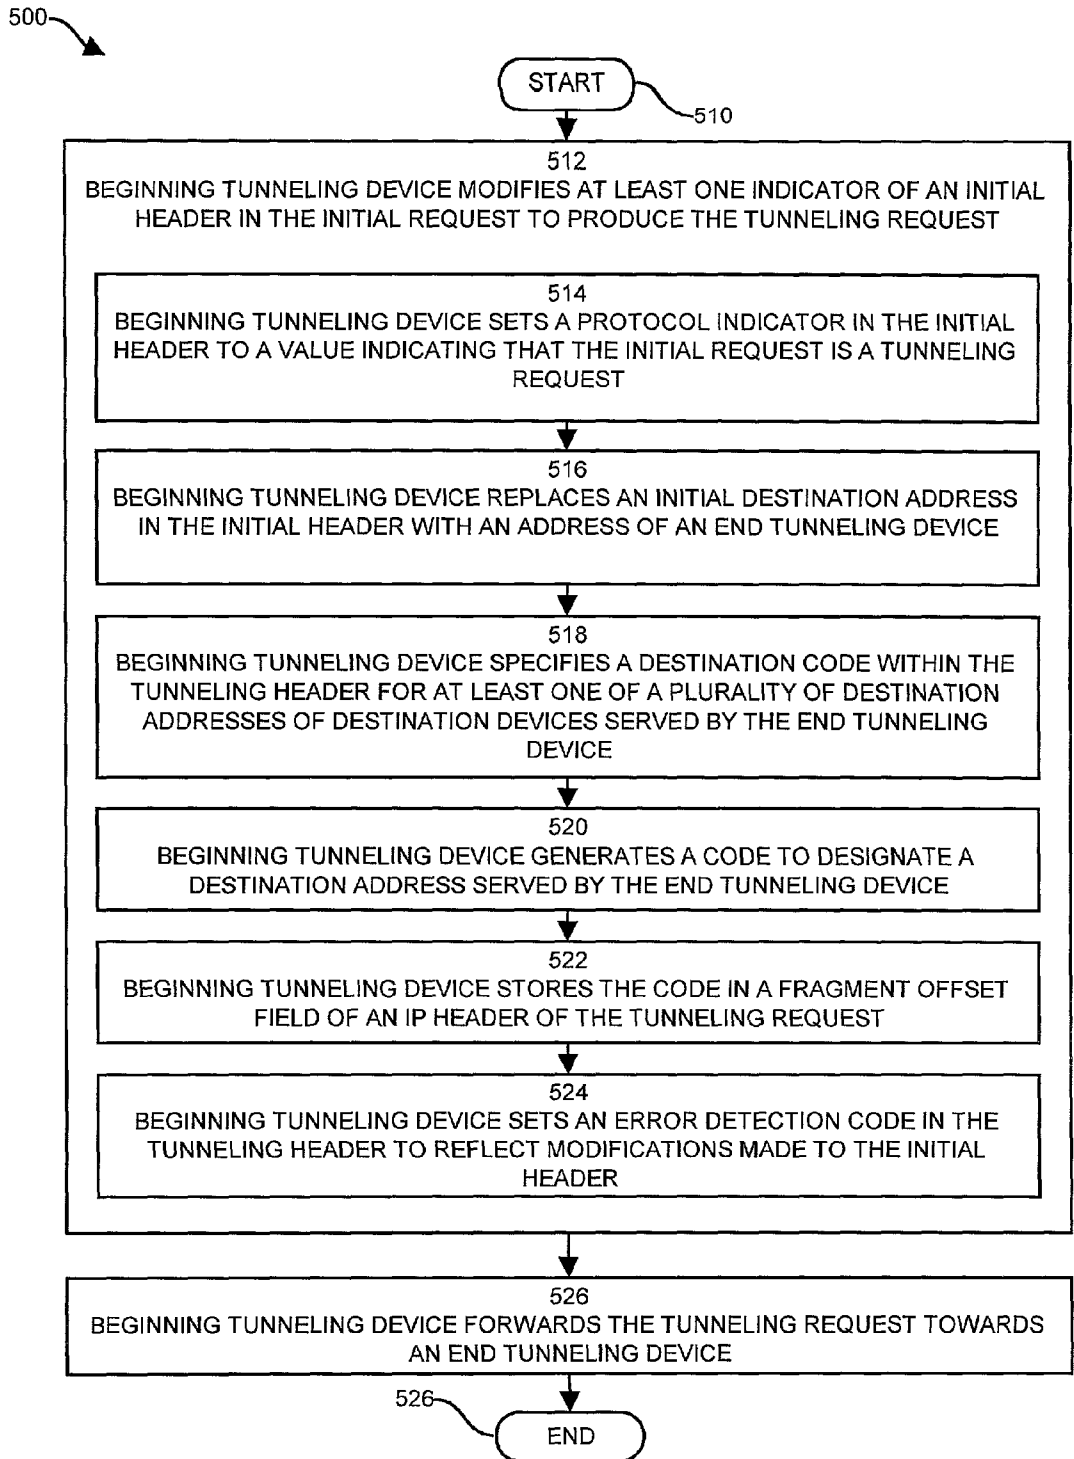 500
START
510
512
BEGINNING TUNNELING DEVICE MODIFIES AT LEAST ONE INDICATOR OF AN INITIAL
HEADER IN THE INITIAL REQUEST TO PRODUCE THE TUNNELING REQUEST
514
BEGINNING TUNNELING DEVICE SETS A PROTOCOL INDICATOR IN THE INITIAL
HEADER TO A VALUE INDICATING THAT THE INITIAL REQUEST IS A TUNNELING
REQUEST
516
BEGINNING TUNNELING DEVICE REPLACES AN INITIAL DESTINATION ADDRESS
IN THE INITIAL HEADER WITH AN ADDRESS OF AN END TUNNELING DEVICE
518
BEGINNING TUNNELING DEVICE SPECIFIES A DESTINATION CODE WITHIN THE
TUNNELING HEADER FOR AT LEAST ONE OF A PLURALITY OF DESTINATION
ADDRESSES OF DESTINATION DEVICES SERVED BY THE END TUNNELING
DEVICE
520
BEGINNING TUNNELING DEVICE GENERATES A CODE TO DESIGNATE A
DESTINATION ADDRESS SERVED BY THE END TUNNELING DEVICE
522
BEGINNING TUNNELING DEVICE STORES THE CODE IN A FRAGMENT OFFSET
FIELD OF AN IP HEADER OF THE TUNNELING REQUEST
524
BEGINNING TUNNELING DEVICE SETS AN ERROR DETECTION CODE IN THE
TUNNELING HEADER TO REFLECT MODIFICATIONS MADE TO THE INITIAL
HEADER
526
BEGINNING TUNNELING DEVICE FORWARDS THE TUNNELING REQUEST TOWARDS
AN END TUNNELING DEVICE
526
END